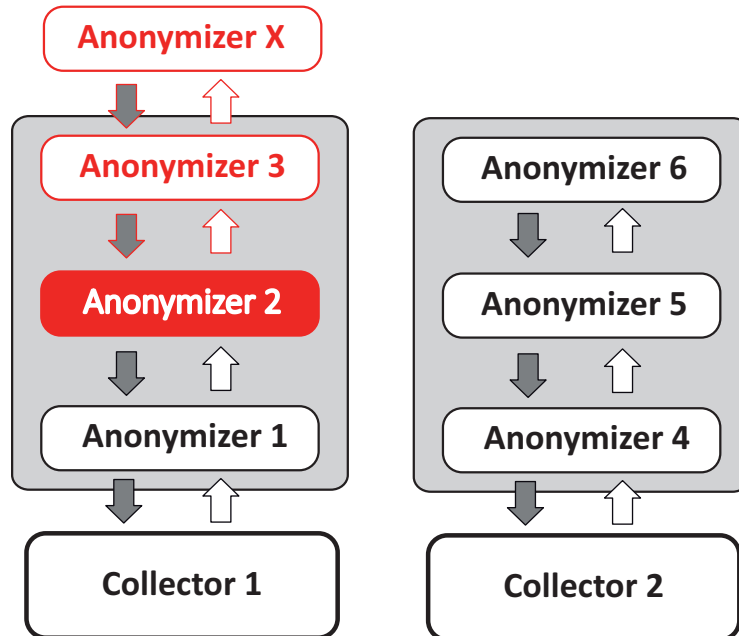 Anonymizer X
Anonymizer 3
Anonymizer 2
Anonymizer 1
Collector 1
Anonymizer 6
Anonymizer 5
Anonymizer 4
Collector 2